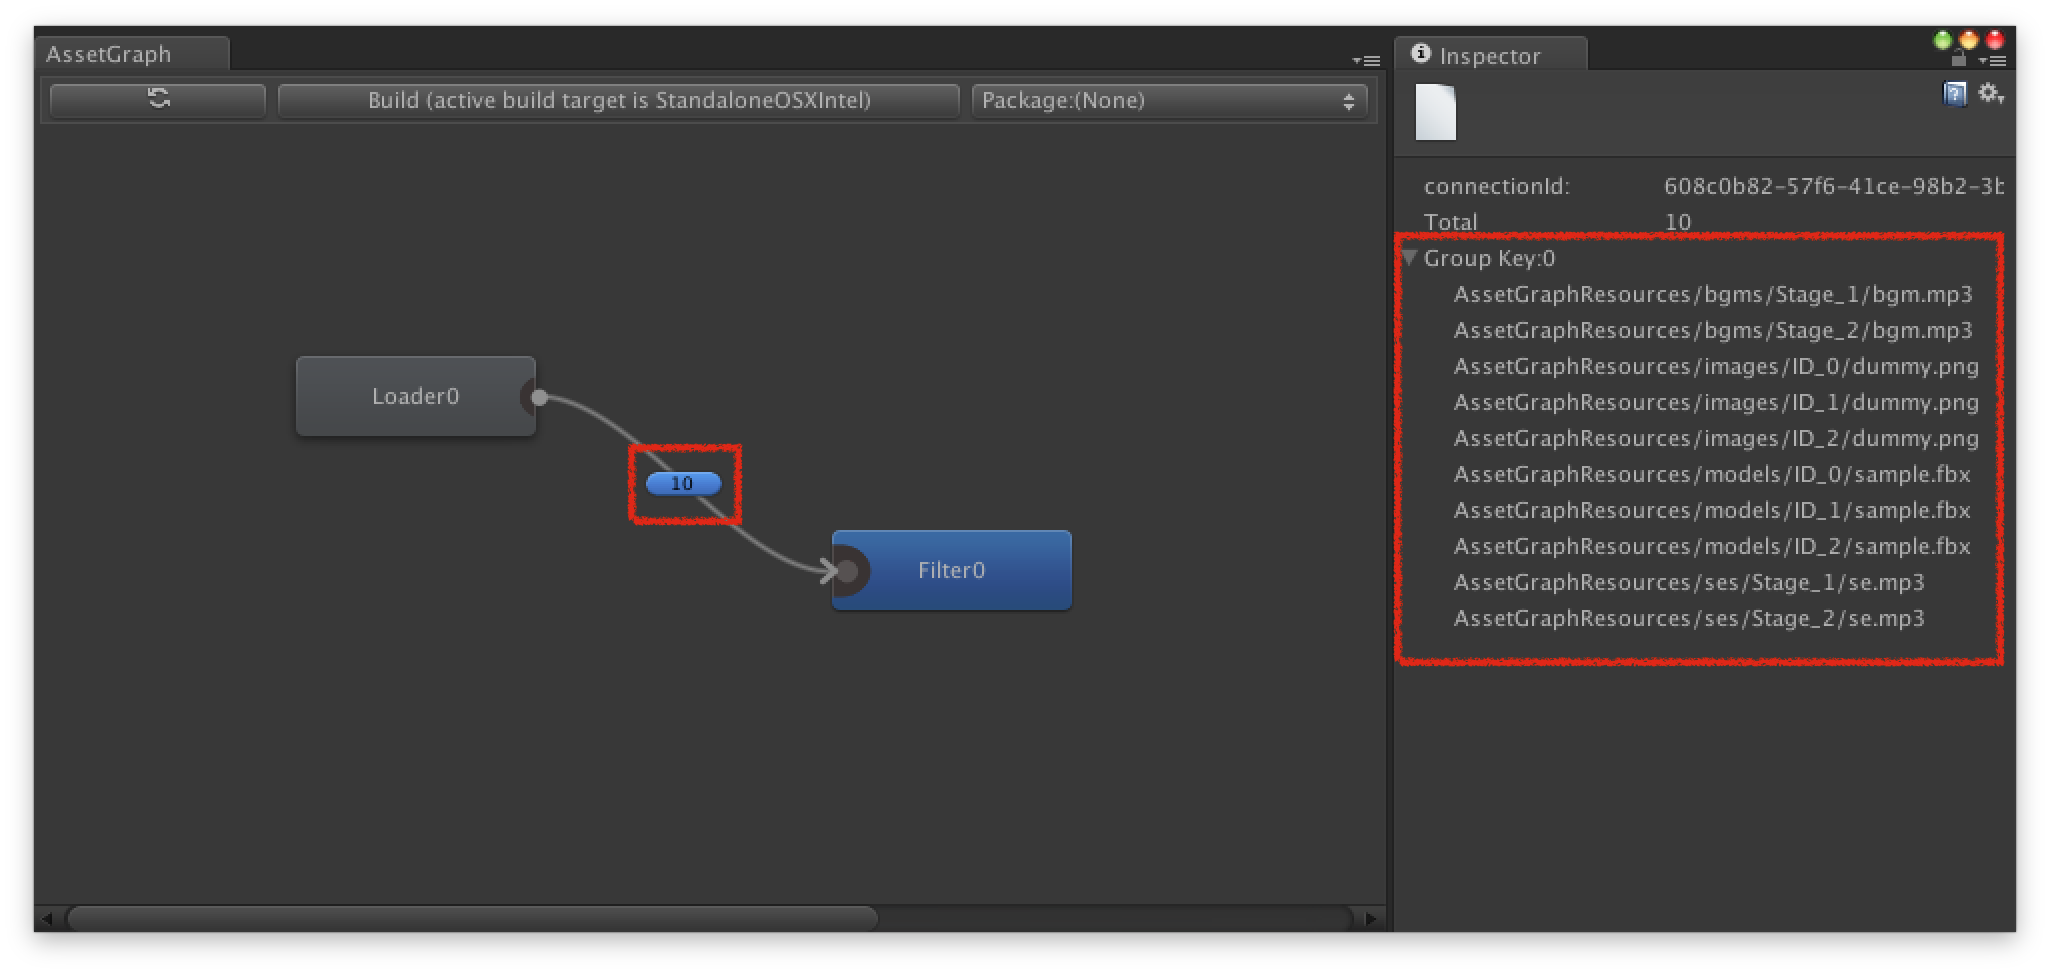 AssetGraph
Build (active build target is StandaloneOSXIntel)
Package:(None)
Loader0
10
Filter0
Inspector
connectionId: 608c0b82-57f6-41ce-98b2-3b
Total 10
Group Key:0
AssetGraphResources/bgms/Stage_1/bgm.mp3
AssetGraphResources/bgms/Stage_2/bgm.mp3
AssetGraphResources/images/ID_0/dummy.png
AssetGraphResources/images/ID_1/dummy.png
AssetGraphResources/images/ID_2/dummy.png
AssetGraphResources/models/ID_0/sample.fbx
AssetGraphResources/models/ID_1/sample.fbx
AssetGraphResources/models/ID_2/sample.fbx
AssetGraphResources/ses/Stage_1/se.mp3
AssetGraphResources/ses/Stage_2/se.mp3